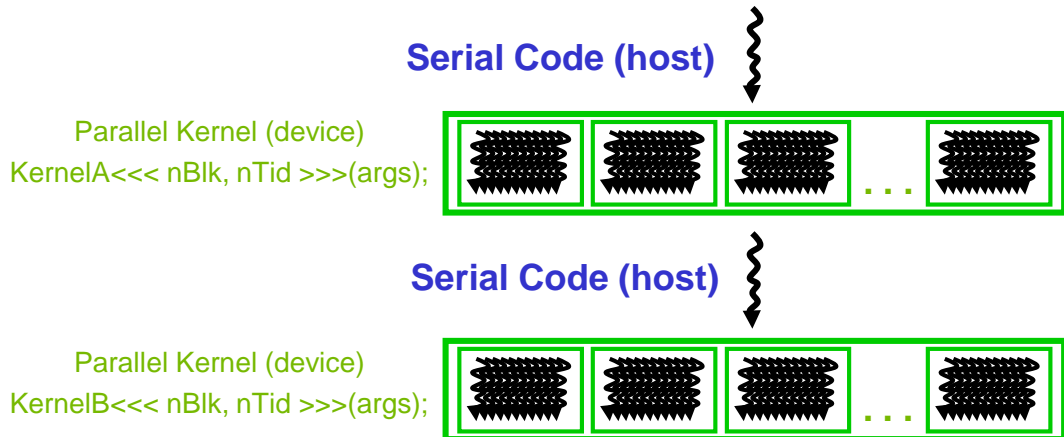 Serial Code (host)
Parallel Kernel (device)
KernelA<<< nBlk, nTid >>>(args);
. . .
Serial Code (host)
Parallel Kernel (device)
KernelB<<< nBlk, nTid >>>(args);
. . .